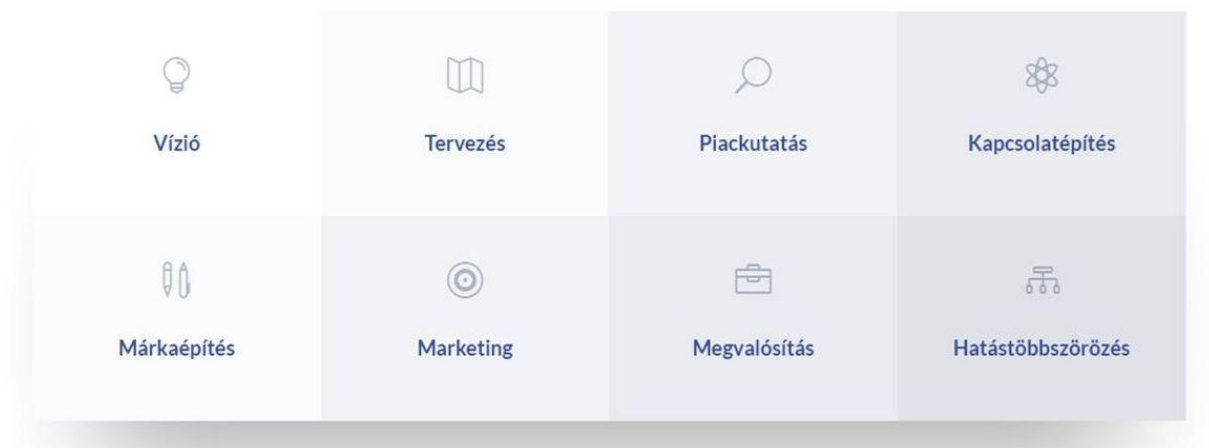 Vízió
Tervezés
Piackutatás
Kapcsolatépítés
Márkaépítés
Marketing
Megvalósítás
Hatástöbbszörözés